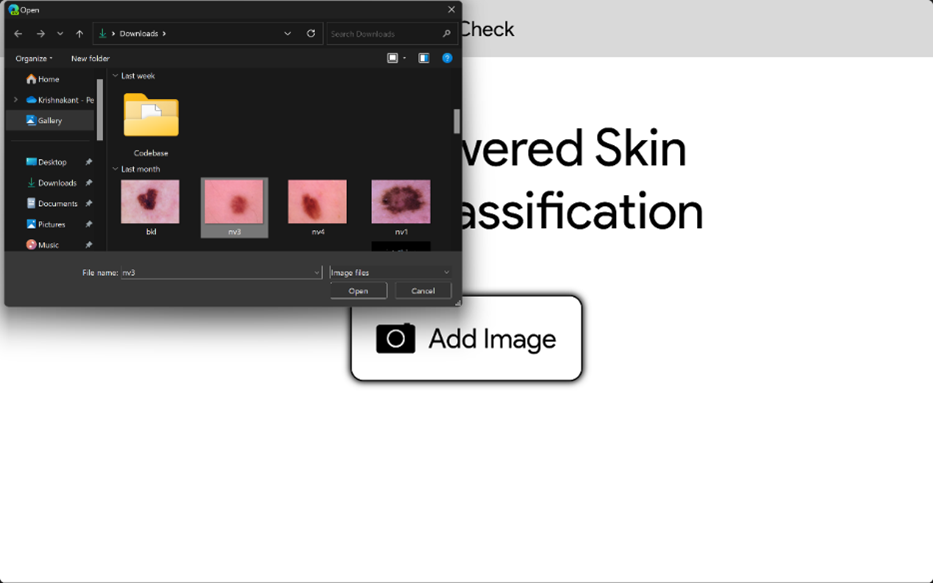 Open
Downloads
Search Downloads
Check
Organize
New folder
Last week
Home
Krishnakant - Pe
Gallery
Codebase
vered Skin
Desktop
Last month
Downloads
Documents
assification
Pictures
bkl
nv3
nv4
nv1
Music
File name:
nv3
Image files
Open
Cancel
Add Image